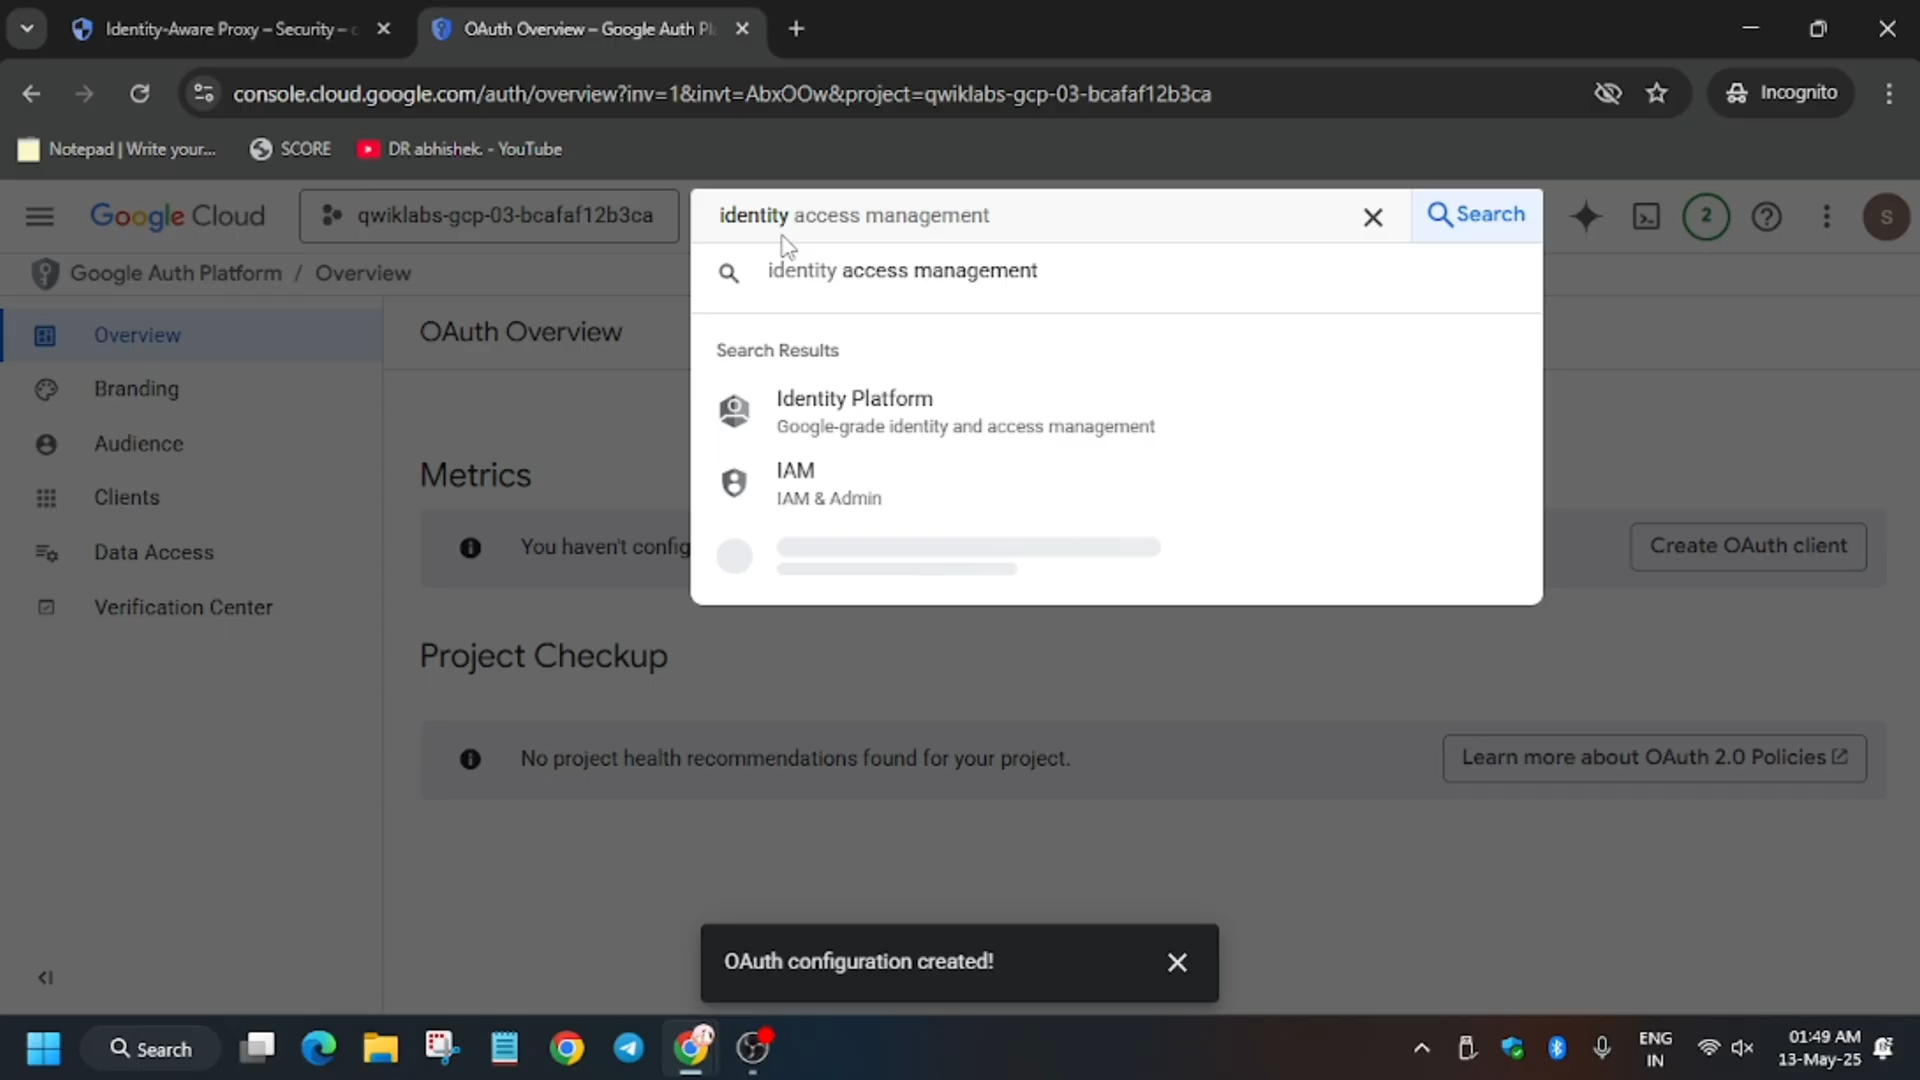 Identity-Aware Proxy – Security –
OAuth Overview – Google Auth Pl
console.cloud.google.com/auth/overview?inv=1&invt=AbxOOw&project=qwiklabs-gcp-03-bcafaf12b3ca
Incognito
Notepad | Write your...
SCORE
DR abhishek. - YouTube
Google Cloud
qwiklabs-gcp-03-bcafaf12b3ca
identity access management
Search
2
S
Google Auth Platform / Overview
identity access management
Overview
OAuth Overview
Search Results
Branding
Identity Platform
Google-grade identity and access management
Audience
Metrics
IAM
IAM & Admin
Clients
You haven't config
Create OAuth client
Data Access
Verification Center
Project Checkup
No project health recommendations found for your project.
Learn more about OAuth 2.0 Policies
OAuth configuration created!
Search
ENG
IN
01:49 AM
13-May-25